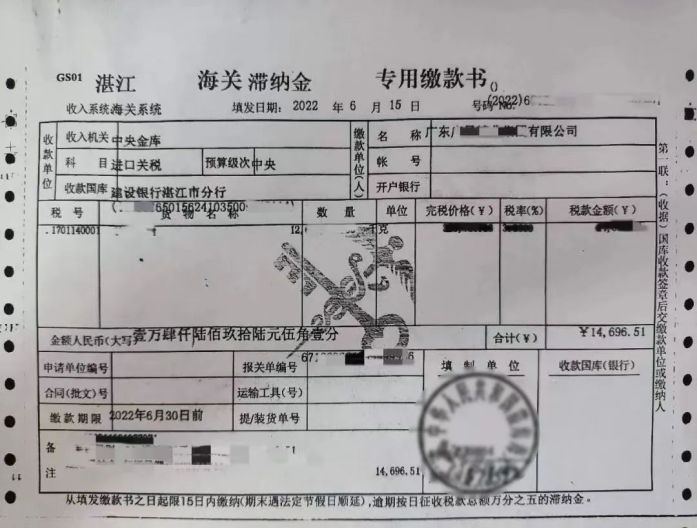 GS01 湛江 海关 滞纳金 专用缴款书
收入系统 海关系统 填发日期: 2022 年 6 月 15 日 号码No. (2022)6
收款单位 收入机关 中央金库 缴款单位(人) 名称 广东 有限公司
科目 进口关税 预算级次 中央 帐号
收款国库 建设银行湛江市分行 开户银行
65015624103500
税号 货物名称 数量 单位 完税价格(¥) 税率(%) 税款金额(¥)
.1701140001 12, 千克
金额人民币(大写) 壹万肆仟陆佰玖拾陆元伍角壹分 合计(¥) ¥14,696.51
申请单位编号 报关单编号 67 填制单位 收款国库(银行)
合同(批文)号 运输工具(号)
缴款期限 2022年6月30日前 提/装货单号
备注
14,696.51
从填发缴款书之日起限15日内缴纳(期末遇法定节假日顺延),逾期按日征收税款总额万分之五的滞纳金。
第一联:(收据)国库收款签章后交缴款单位或缴纳人